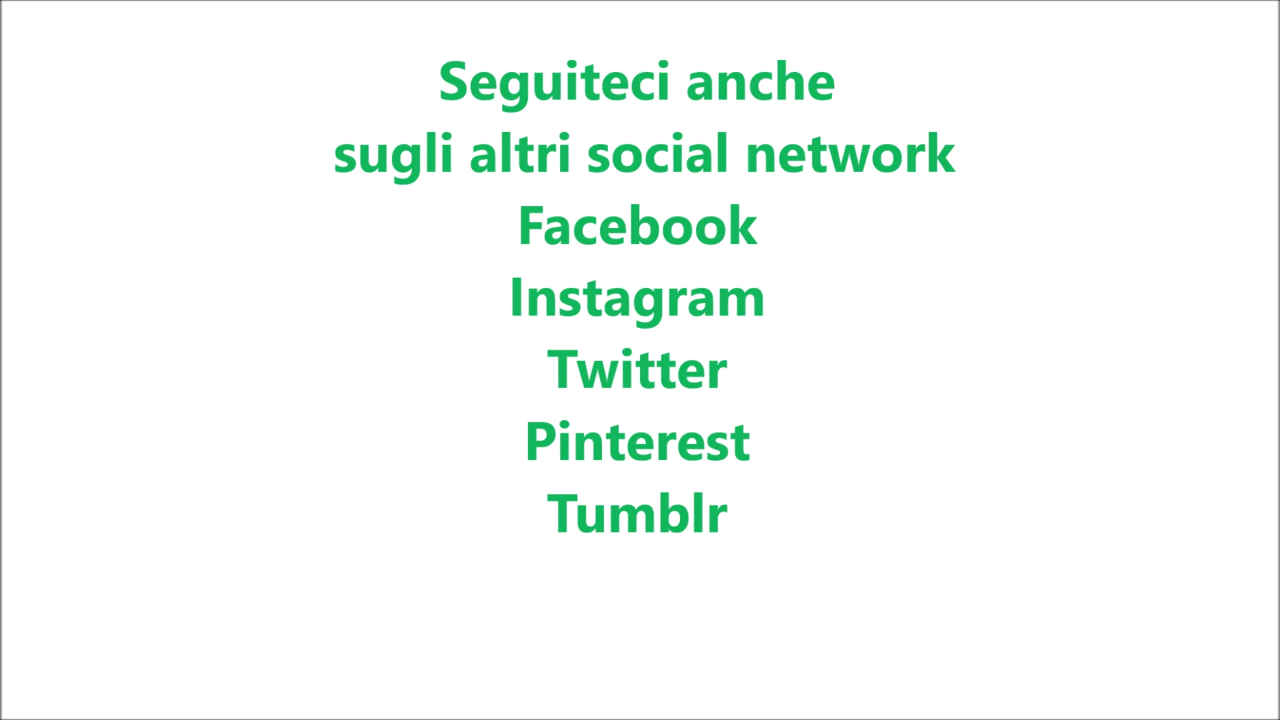 Seguiteci anche
sugli altri social network
Facebook
Instagram
Twitter
Pinterest
Tumblr